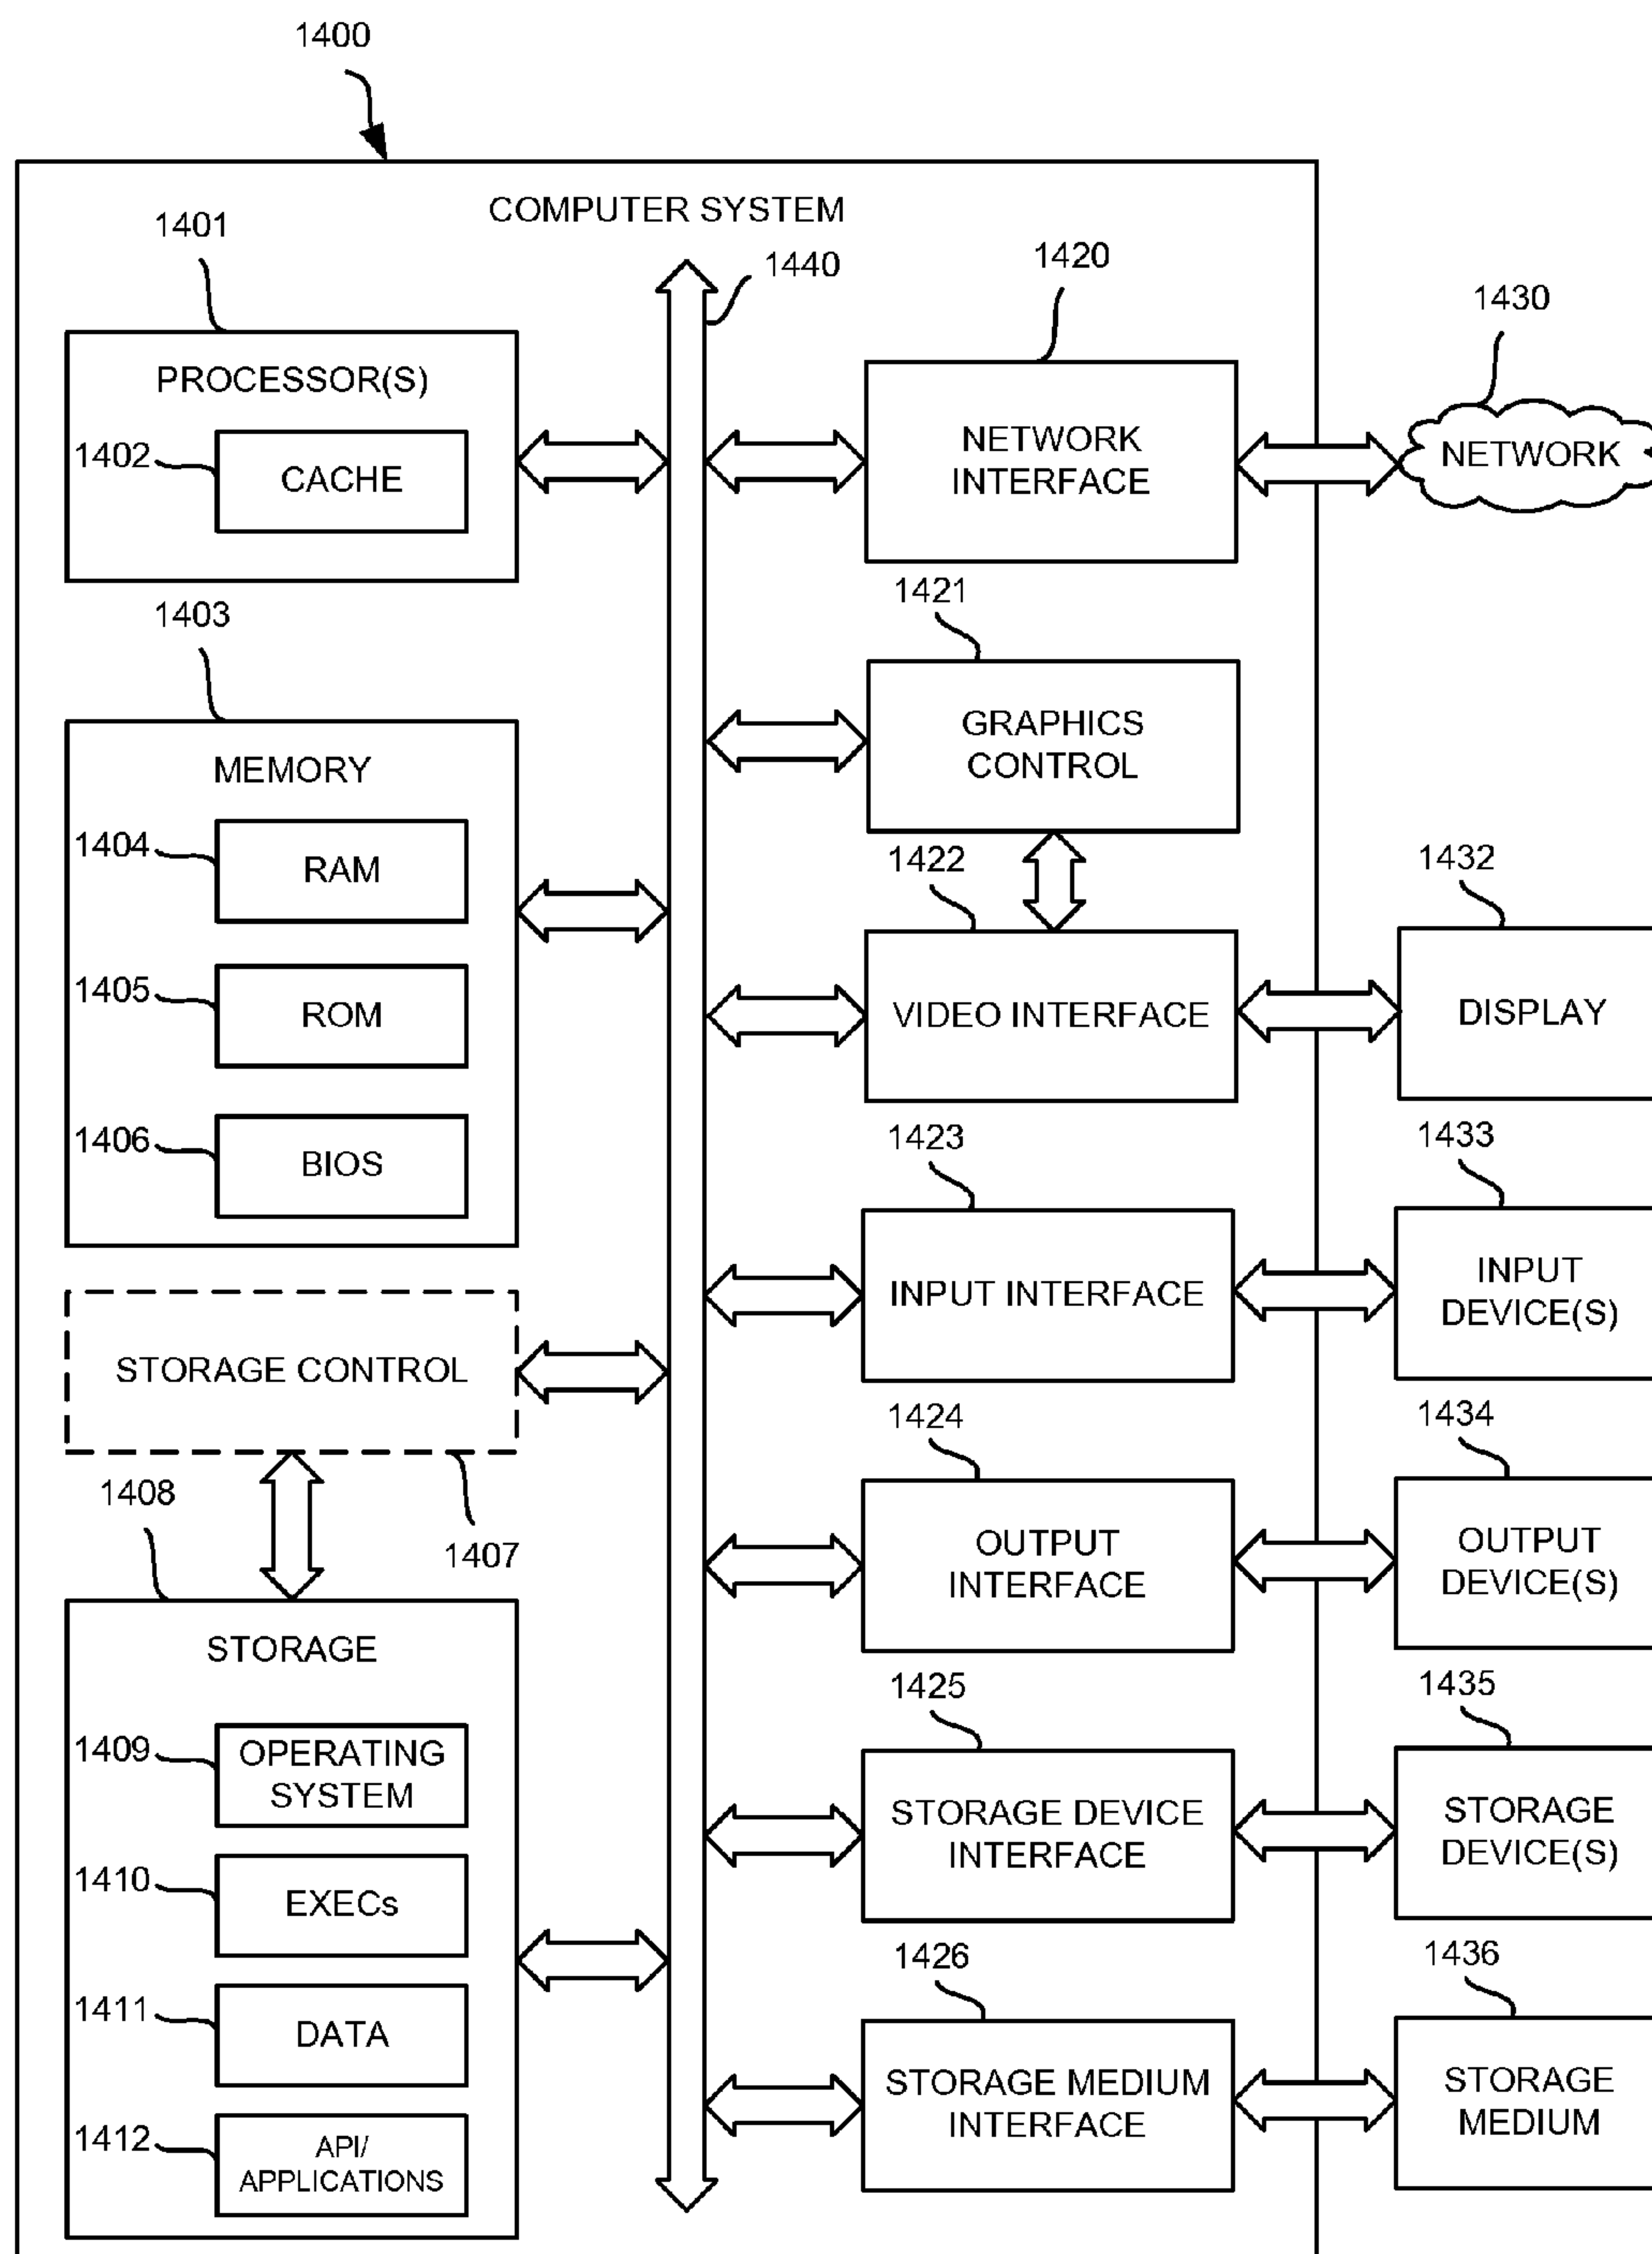 1400
COMPUTER SYSTEM
1401
1440
1420
1430
PROCESSOR(S)
1402
CACHE
NETWORK
INTERFACE
NETWORK
1403
1421
MEMORY
GRAPHICS
CONTROL
1404
RAM
1422
1432
1405
ROM
VIDEO INTERFACE
DISPLAY
1406
BIOS
1423
1433
INPUT INTERFACE
INPUT
DEVICE(S)
STORAGE CONTROL
1407
1424
1434
1408
OUTPUT
INTERFACE
OUTPUT
DEVICE(S)
STORAGE
1425
1435
1409
OPERATING
SYSTEM
STORAGE DEVICE
INTERFACE
STORAGE
DEVICE(S)
1410
EXECs
1426
1436
1411
DATA
STORAGE MEDIUM
INTERFACE
STORAGE
MEDIUM
1412
API/
APPLICATIONS